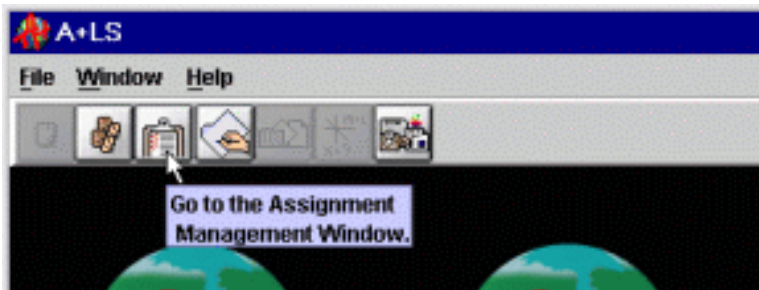 A+LS
File Window Help
Go to the Assignment
Management Window.